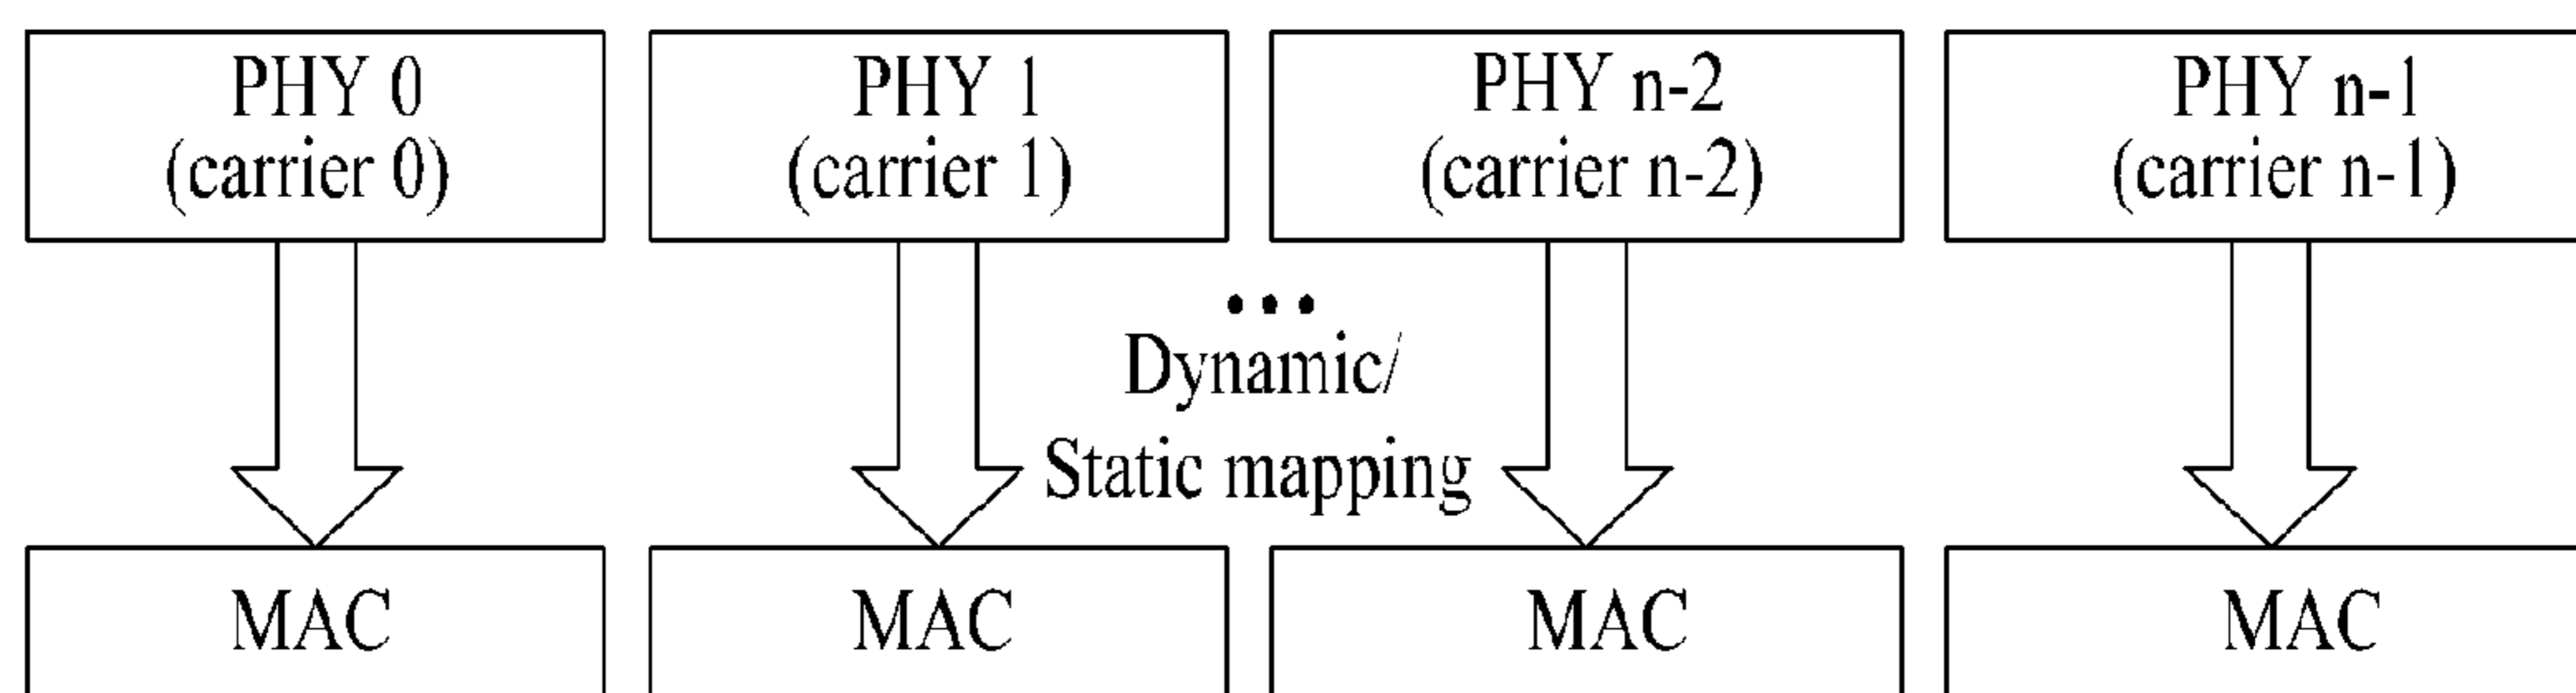 PHY 0
(carrier 0)
PHY 1
(carrier 1)
PHY n-2
(carrier n-2)
PHY n-1
(carrier n-1)
•••
Dynamic/
Static mapping
MAC
MAC
MAC
MAC